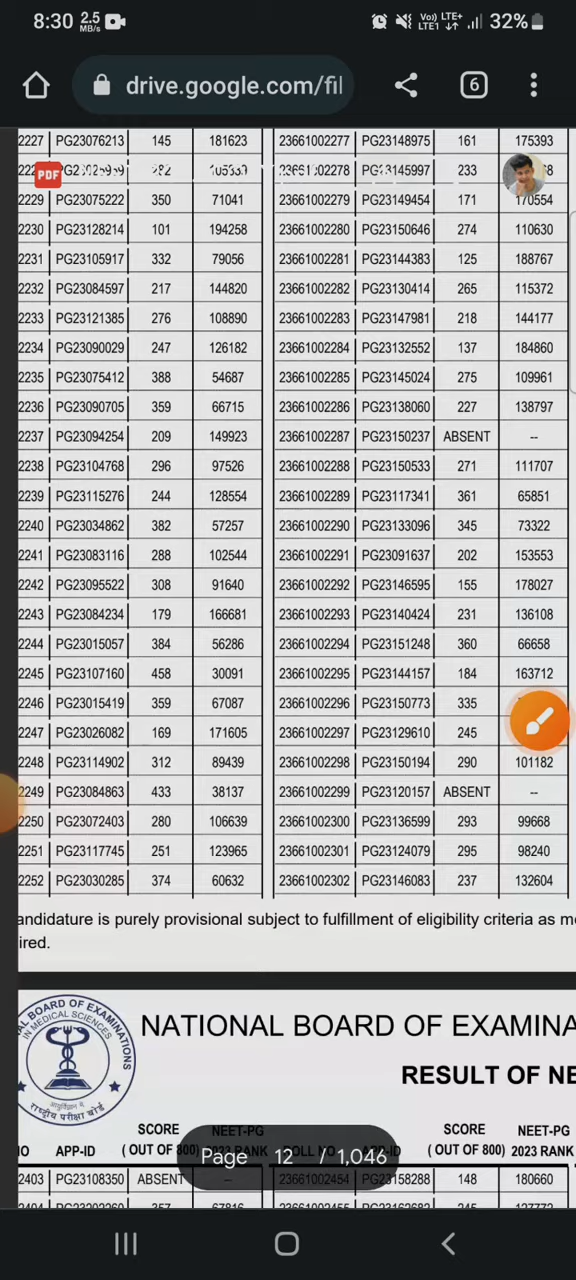 8:30 2.5 MB/s Vo) LTE+ LTE1 32%
drive.google.com/fil 6
2227 PG23076213 145 181623 23661002277 PG23148975 161 175393
PDF 23661002278 PG23145997 233
2229 PG23075222 350 71041 23661002279 PG23149454 171 170554
2230 PG23128214 101 194258 23661002280 PG23150646 274 110630
2231 PG23105917 332 79056 23661002281 PG23144383 125 188767
2232 PG23084597 217 144820 23661002282 PG23130414 265 115372
2233 PG23121385 276 108890 23661002283 PG23147981 218 144177
2234 PG23090029 247 126182 23661002284 PG23132552 137 184860
2235 PG23075412 388 54687 23661002285 PG23145024 275 109961
2236 PG23090705 359 66715 23661002286 PG23138060 227 138797
2237 PG23094254 209 149923 23661002287 PG23150237 ABSENT --
2238 PG23104768 296 97526 23661002288 PG23150533 271 111707
2239 PG23115276 244 128554 23661002289 PG23117341 361 65851
2240 PG23034862 382 57257 23661002290 PG23133096 345 73322
2241 PG23083116 288 102544 23661002291 PG23091637 202 153553
2242 PG23095522 308 91640 23661002292 PG23146595 155 178027
2243 PG23084234 179 166681 23661002293 PG23140424 231 136108
2244 PG23015057 384 56286 23661002294 PG23151248 360 66658
2245 PG23107160 458 30091 23661002295 PG23144157 184 163712
2246 PG23015419 359 67087 23661002296 PG23150773 335
2247 PG23026082 169 171605 23661002297 PG23129610 245
2248 PG23114902 312 89439 23661002298 PG23150194 290 101182
2249 PG23084863 433 38137 23661002299 PG23120157 ABSENT --
2250 PG23072403 280 106639 23661002300 PG23136599 293 99668
2251 PG23117745 251 123965 23661002301 PG23124079 295 98240
2252 PG23030285 374 60632 23661002302 PG23146083 237 132604
andidature is purely provisional subject to fulfillment of eligibility criteria as me
ired.
NAL BOARD OF EXAMINATIONS
IN MEDICAL SCIENCES
राष्ट्रीय परीक्षा बोर्ड
NATIONAL BOARD OF EXAMINA
RESULT OF NE
SCORE SCORE NEET-PG
NO APP-ID ( OUT OF 800) NEET-PG 2023 RANK ROLL NO APP-ID ( OUT OF 800) 2023 RANK
Page 12 / 1,046
2403 PG23108350 ABSENT -- 23661002454 PG23158288 148 180660